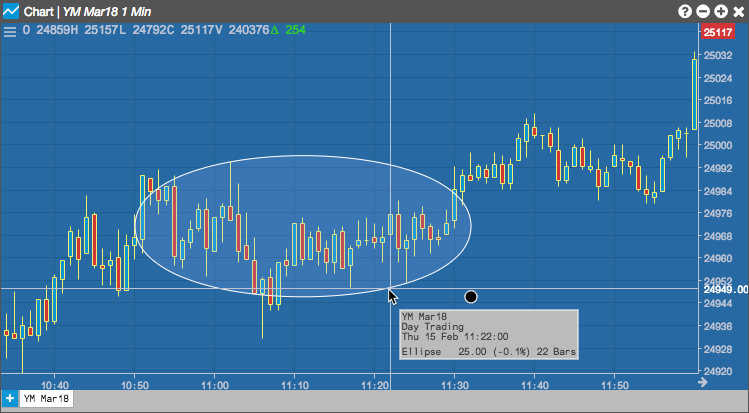 Chart | YM Mar18 1 Min
O 24859H 25157L 24792C 25117V 240376Δ 254
25117
25032
25024
25016
25008
25000
24992
24984
24976
24968
24960
24952
24949.00
24944
24936
24928
24920
YM Mar18
Day Trading
Thu 15 Feb 11:22:00
Ellipse 25.00 (-0.1%) 22 Bars
10:40 10:50 11:00 11:10 11:20 11:30 11:40 11:50
YM Mar18